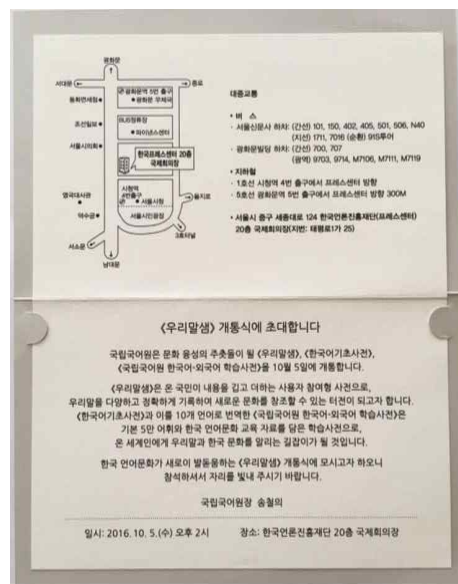 광화문
서대문
종로
동화면세점
광화문역 5번 출구
광화문 우체국
조선일보
BUS정류장
파이낸스센터
서울시의회
한국프레스센터 20층
국제회의장
영국대사관
시청역
4번출구
서울시청
을지로
덕수궁
서울시민광장
서소문
3호터널
남대문
대중교통
• 버 스
· 서울신문사 하차: (간선) 101, 150, 402, 405, 501, 506, N40
(지선) 1711, 7016 (순환) 91S투어
· 광화문빌딩 하차: (간선) 700, 707
(광역) 9703, 9714, M7106, M7111, M7119
• 지하철
· 1호선 시청역 4번 출구에서 프레스센터 방향
· 5호선 광화문역 5번 출구에서 프레스센터 방향 300M
• 서울시 중구 세종대로 124 한국언론진흥재단(프레스센터)
20층 국제회의장(지번: 태평로1가 25)
《우리말샘》 개통식에 초대합니다
국립국어원은 문화 융성의 주춧돌이 될 《우리말샘》, 《한국어기초사전》,
《국립국어원 한국어-외국어 학습사전》을 10월 5일에 개통합니다.
《우리말샘》은 온 국민이 내용을 깁고 더하는 사용자 참여형 사전으로,
우리말을 다양하고 정확하게 기록하여 새로운 문화를 창조할 수 있는 터전이 되고자 합니다.
《한국어기초사전》과 이를 10개 언어로 번역한 《국립국어원 한국어-외국어 학습사전》은
기본 5만 어휘와 한국 언어문화 교육 자료를 담은 학습사전으로,
온 세계인에게 우리말과 한국 문화를 알리는 길잡이가 될 것입니다.
한국 언어문화가 새로이 발돋움하는 《우리말샘》 개통식에 모시고자 하오니
참석하셔서 자리를 빛내 주시기 바랍니다.
국립국어원장 송철의
일시: 2016. 10. 5.(수) 오후 2시
장소: 한국언론진흥재단 20층 국제회의장